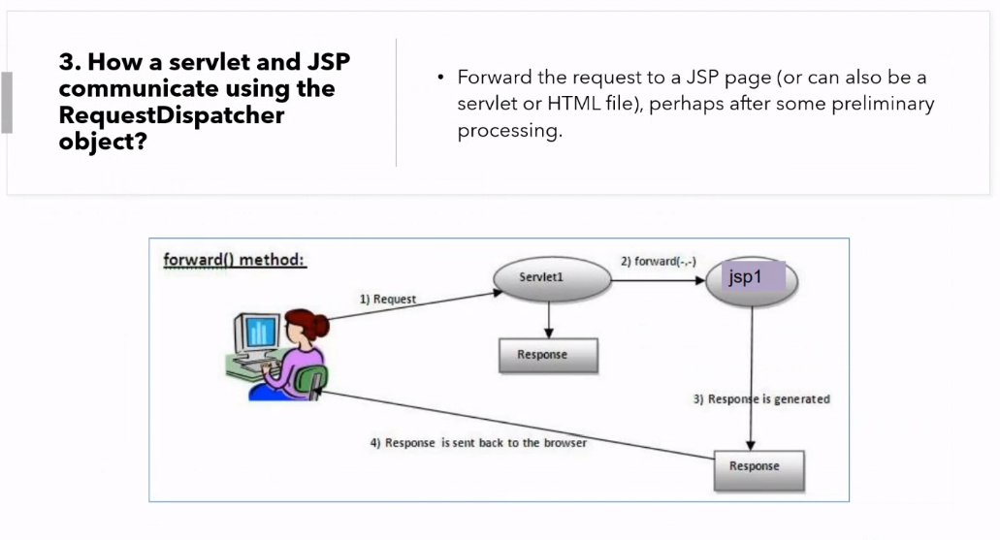 3. How a servlet and JSP
communicate using the
RequestDispatcher
object?
• Forward the request to a JSP page (or can also be a
servlet or HTML file), perhaps after some preliminary
processing.
forward() method:
1) Request
Servlet1
2) forward(-,-)
jsp1
Response
3) Response is generated
4) Response is sent back to the browser
Response